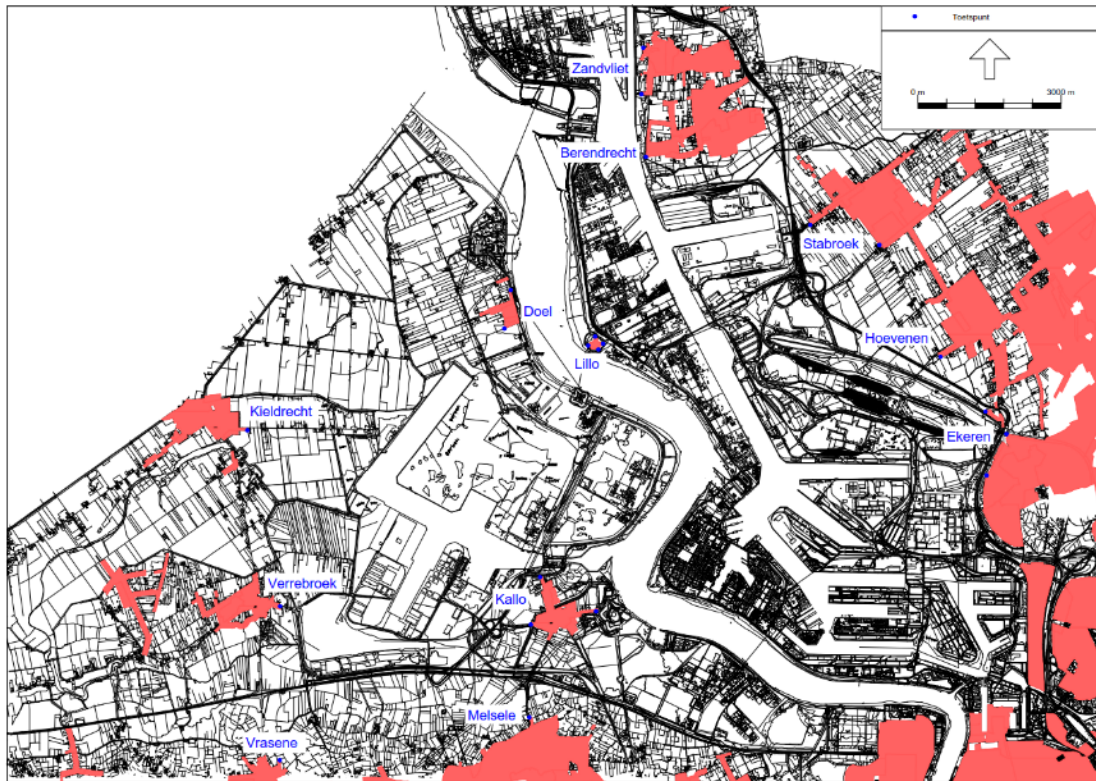 Toetspunt
0 m
3000 m
Zandvliet
Berendrecht
Stabroek
Doel
Hoevenen
Lillo
Kieldrecht
Ekeren
Verrebroek
Kallo
Melsele
Vrasene